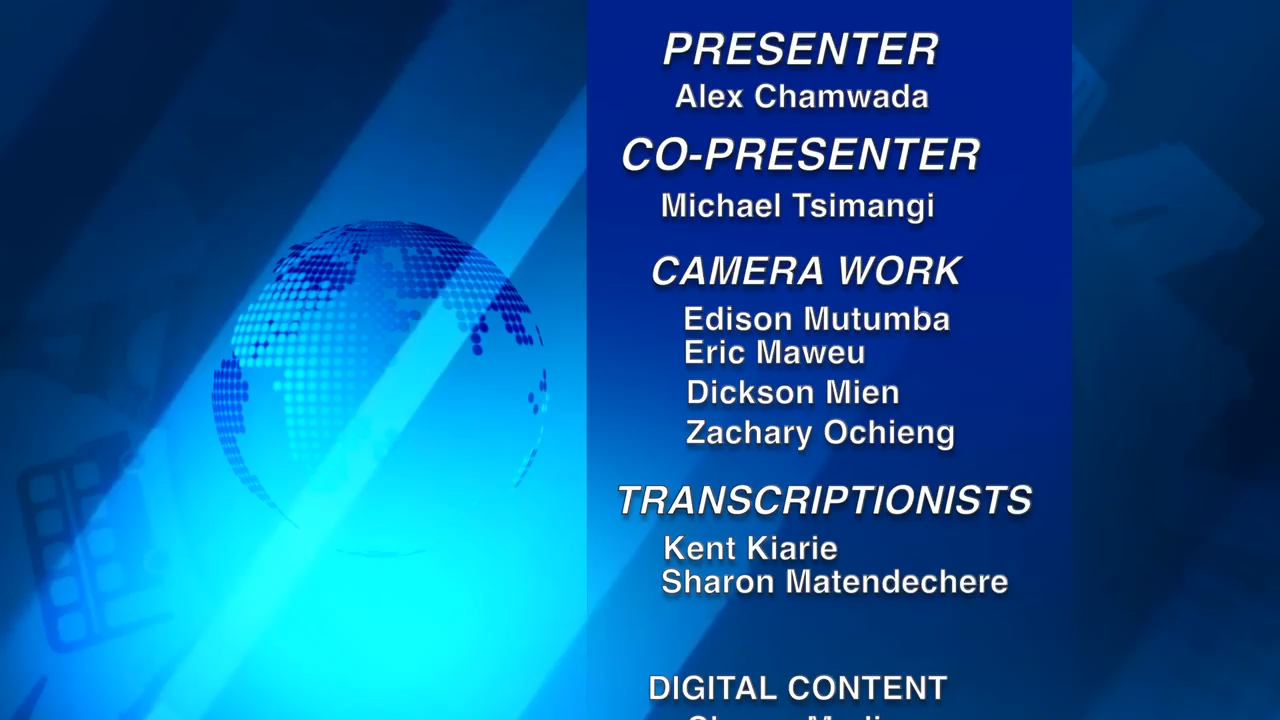 PRESENTER
Alex Chamwada
CO-PRESENTER
Michael Tsimangi
CAMERA WORK
Edison Mutumba
Eric Maweu
Dickson Mien
Zachary Ochieng
TRANSCRIPTIONISTS
Kent Kiarie
Sharon Matendechere
DIGITAL CONTENT